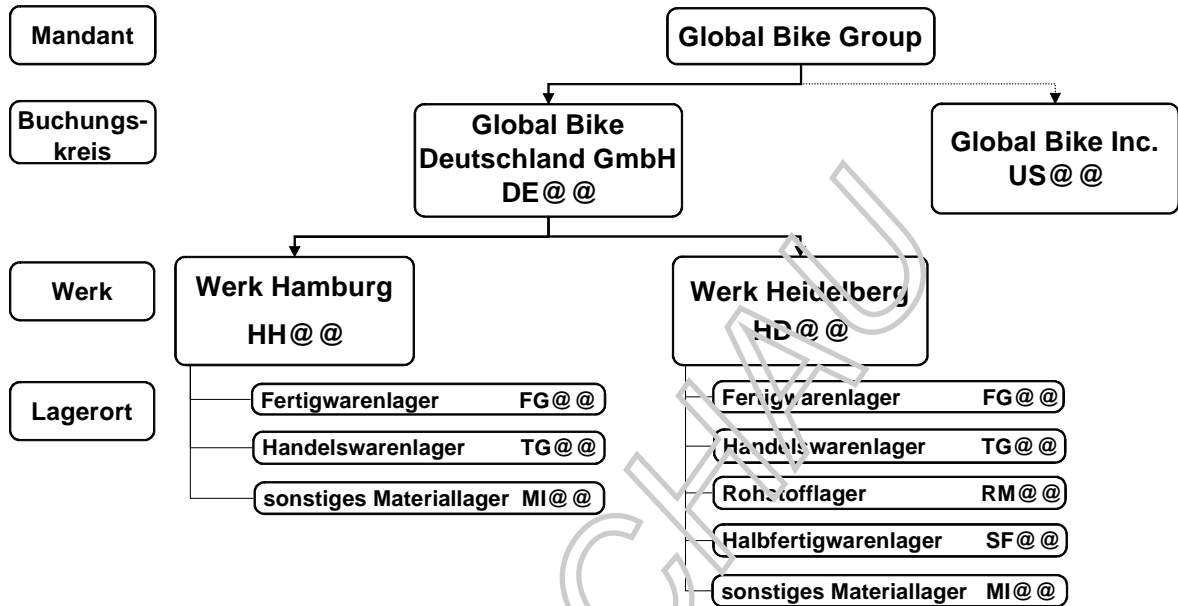 Mandant
Global Bike Group
Buchungs-
kreis
Global Bike
Deutschland GmbH
DE@@
Global Bike Inc.
US@@
Werk
Werk Hamburg
HH@@
Werk Heidelberg
HD@@
Lagerort
Fertigwarenlager FG@@
Handelswarenlager TG@@
sonstiges Materiallager MI@@
Fertigwarenlager FG@@
Handelswarenlager TG@@
Rohstofflager RM@@
Halbfertigwarenlager SF@@
sonstiges Materiallager MI@@
CHAU